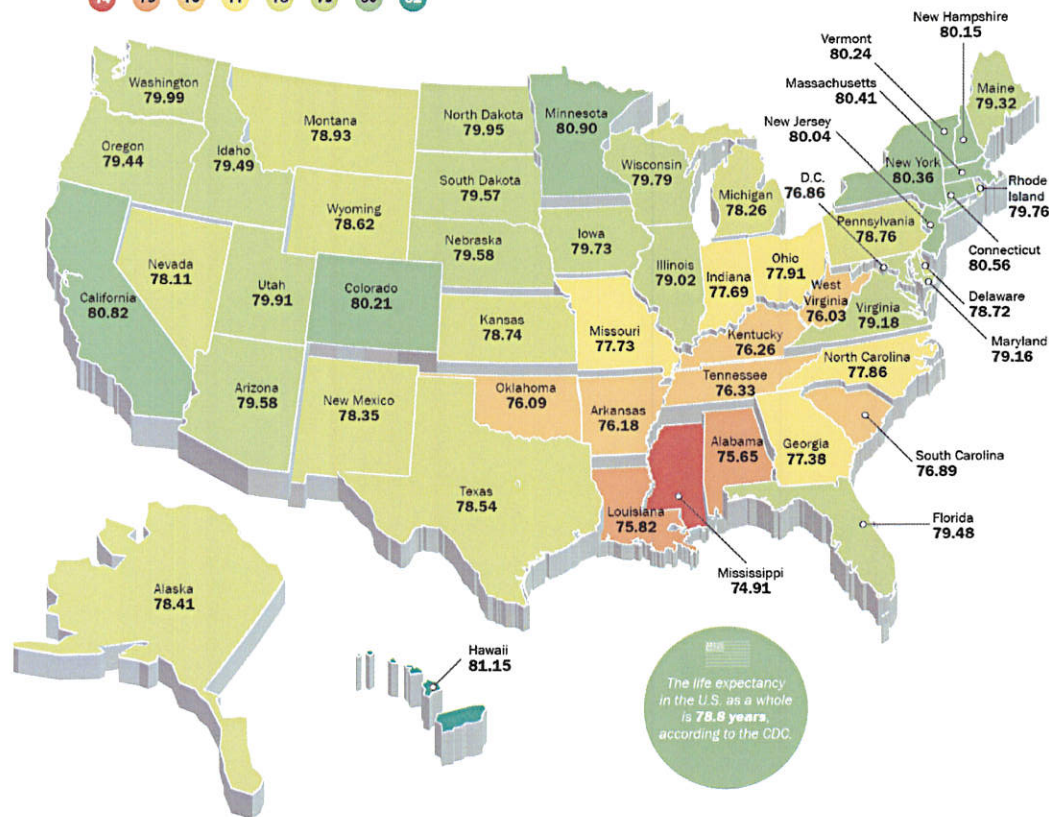 74 75 76 77 78 79 80 81
New Hampshire
80.15
Vermont
80.24
Massachusetts
80.41
New Jersey
80.04
D.C.
76.86
Washington
79.99
Montana
78.93
North Dakota
79.95
Minnesota
80.90
Maine
79.32
Oregon
79.44
Idaho
79.49
Wisconsin
79.79
New York
80.36
Rhode
Island
79.76
South Dakota
79.57
Michigan
78.26
Wyoming
78.62
Pennsylvania
78.76
Connecticut
80.56
Nebraska
79.58
Iowa
79.73
Nevada
78.11
Illinois
79.02
Indiana
77.69
Ohio
77.91
Utah
79.91
Colorado
80.21
California
80.82
West
Virginia
76.03
Delaware
78.72
Virginia
79.18
Kansas
78.74
Missouri
77.73
Kentucky
76.26
Maryland
79.16
North Carolina
77.86
Tennessee
76.33
Arizona
79.58
New Mexico
78.35
Oklahoma
76.09
Arkansas
76.18
Alabama
75.65
Georgia
77.38
South Carolina
76.89
Texas
78.54
Louisiana
75.82
Florida
79.48
Mississippi
74.91
Alaska
78.41
Hawaii
81.15
The life expectancy
in the U.S. as a whole
is 78.8 years,
according to the CDC.